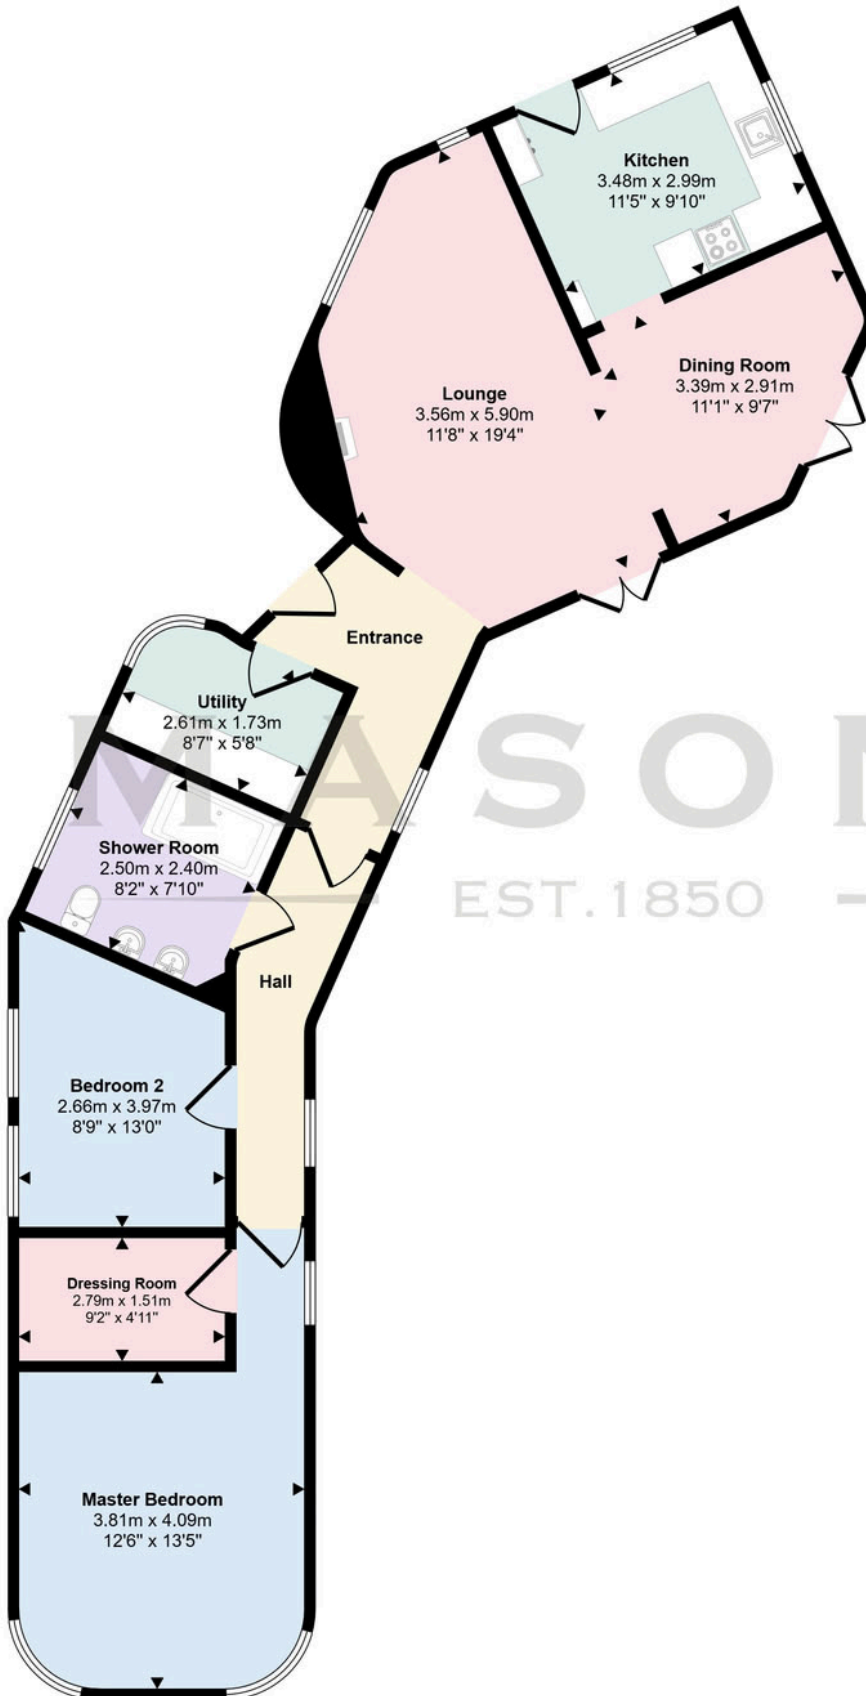 Kitchen
3.48m x 2.99m
11'5" x 9'10"
Dining Room
3.39m x 2.91m
11'1" x 9'7"
Lounge
3.56m x 5.90m
11'8" x 19'4"
Entrance
Utility
2.61m x 1.73m
8'7" x 5'8"
MASON
EST.1850
Shower Room
2.50m x 2.40m
8'2" x 7'10"
Hall
Bedroom 2
2.66m x 3.97m
8'9" x 13'0"
Dressing Room
2.79m x 1.51m
9'2" x 4'11"
Master Bedroom
3.81m x 4.09m
12'6" x 13'5"